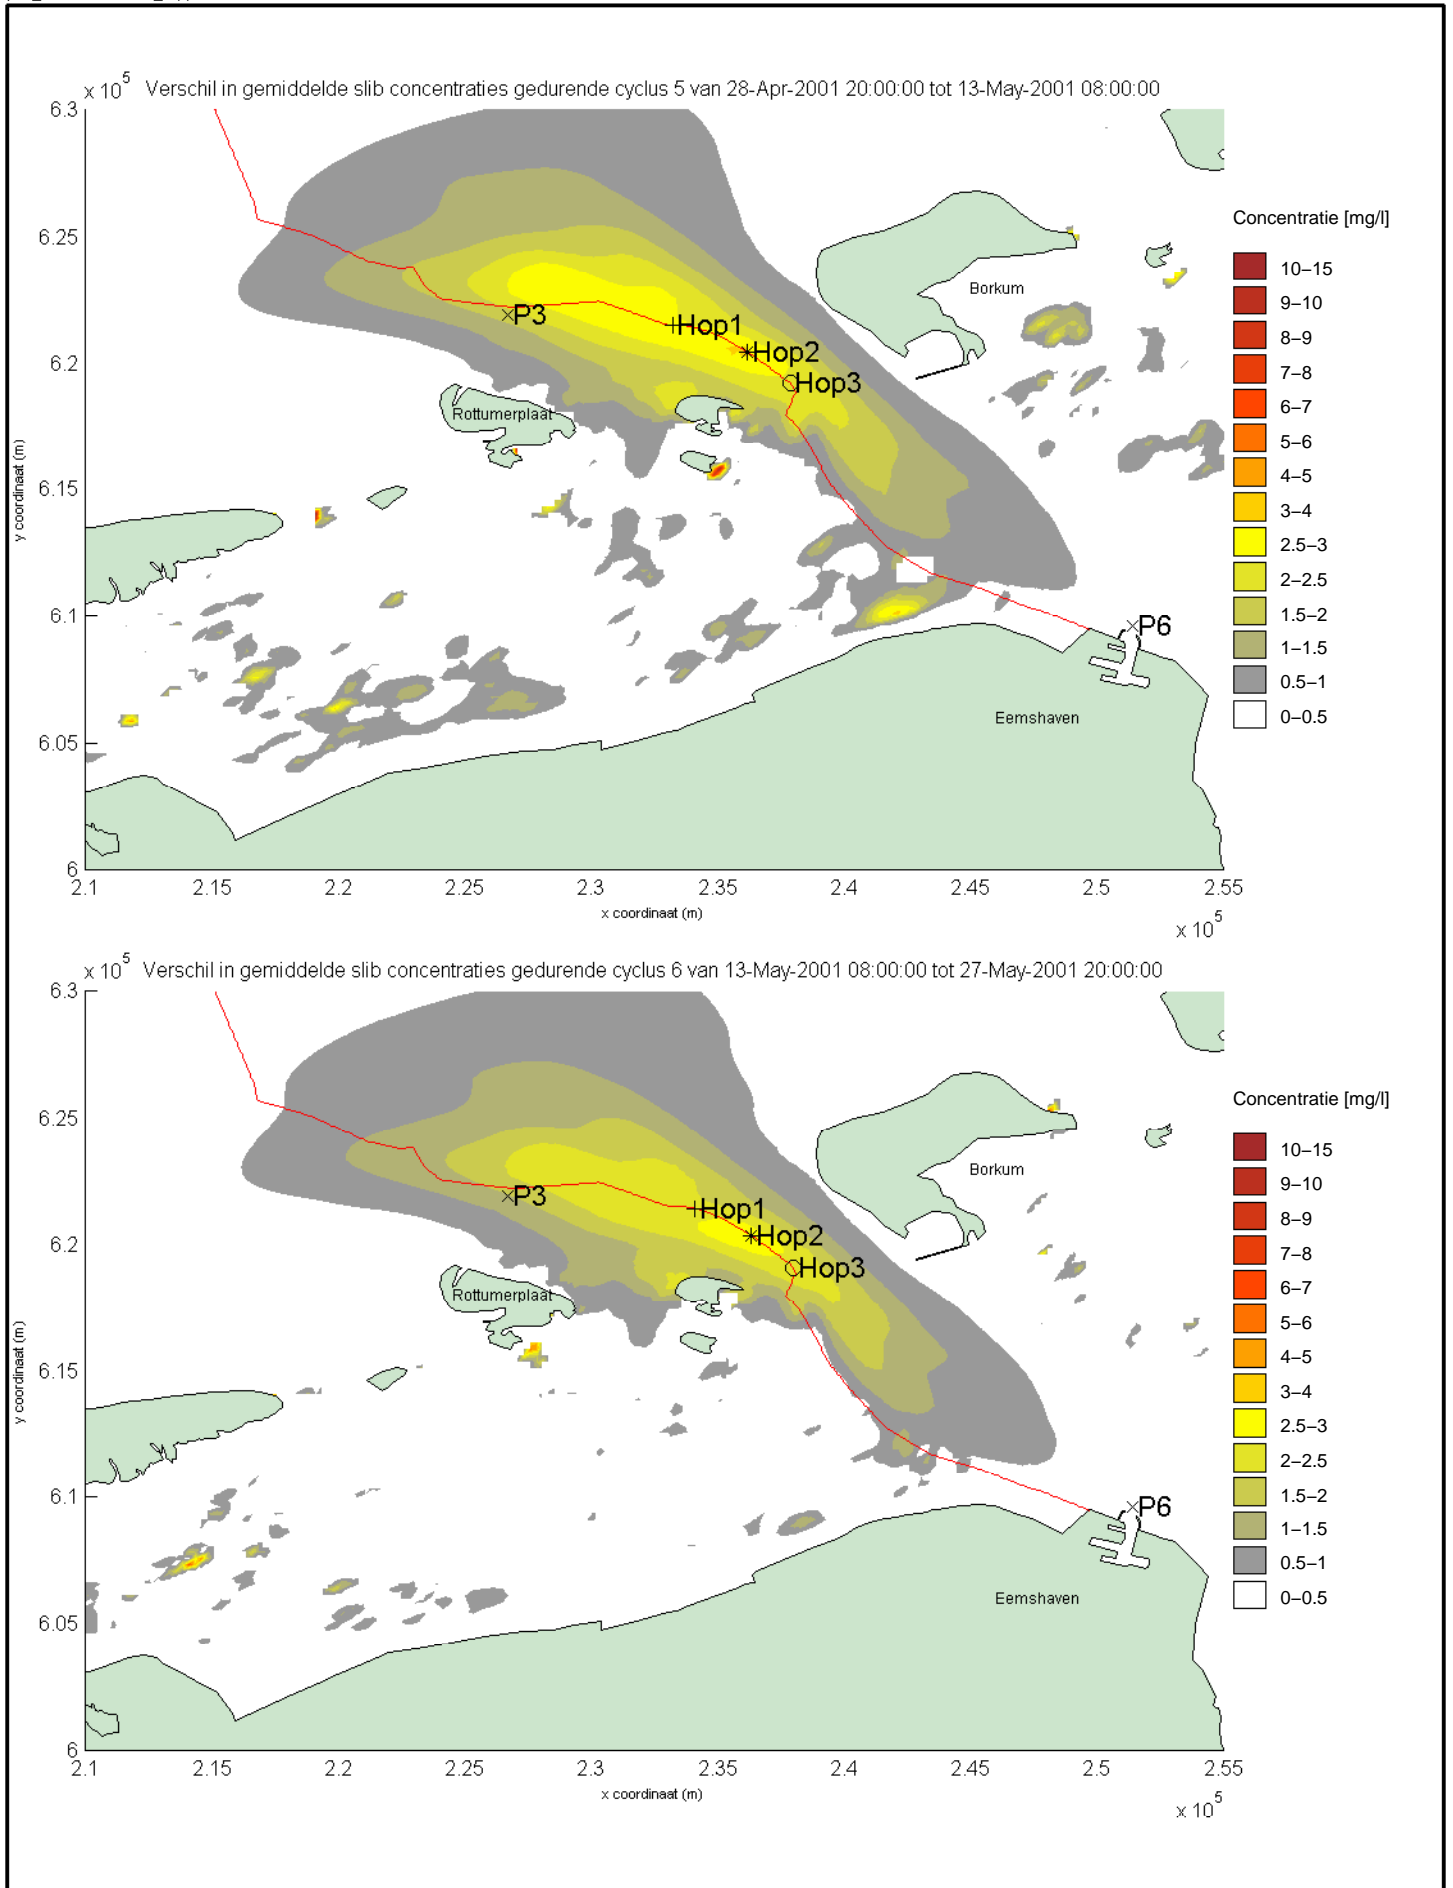 x 10^5 Verschil in gemiddelde slib concentraties gedurende cyclus 5 van 28-Apr-2001 20:00:00 tot 13-May-2001 08:00:00
6.3
6.25
6.2
6.15
6.1
6.05
6
y coordinaat (m)
P3
Hop1
Hop2
Hop3
Borkum
Rottumerplaat
P6
Eemshaven
2.1 2.15 2.2 2.25 2.3 2.35 2.4 2.45 2.5 2.55
x coordinaat (m)
x 10^5
Concentratie [mg/l]
10–15
9–10
8–9
7–8
6–7
5–6
4–5
3–4
2.5–3
2–2.5
1.5–2
1–1.5
0.5–1
0–0.5
x 10^5 Verschil in gemiddelde slib concentraties gedurende cyclus 6 van 13-May-2001 08:00:00 tot 27-May-2001 20:00:00
6.3
6.25
6.2
6.15
6.1
6.05
6
y coordinaat (m)
P3
Hop1
Hop2
Hop3
Borkum
Rottumerplaat
P6
Eemshaven
2.1 2.15 2.2 2.25 2.3 2.35 2.4 2.45 2.5 2.55
x coordinaat (m)
x 10^5
Concentratie [mg/l]
10–15
9–10
8–9
7–8
6–7
5–6
4–5
3–4
2.5–3
2–2.5
1.5–2
1–1.5
0.5–1
0–0.5